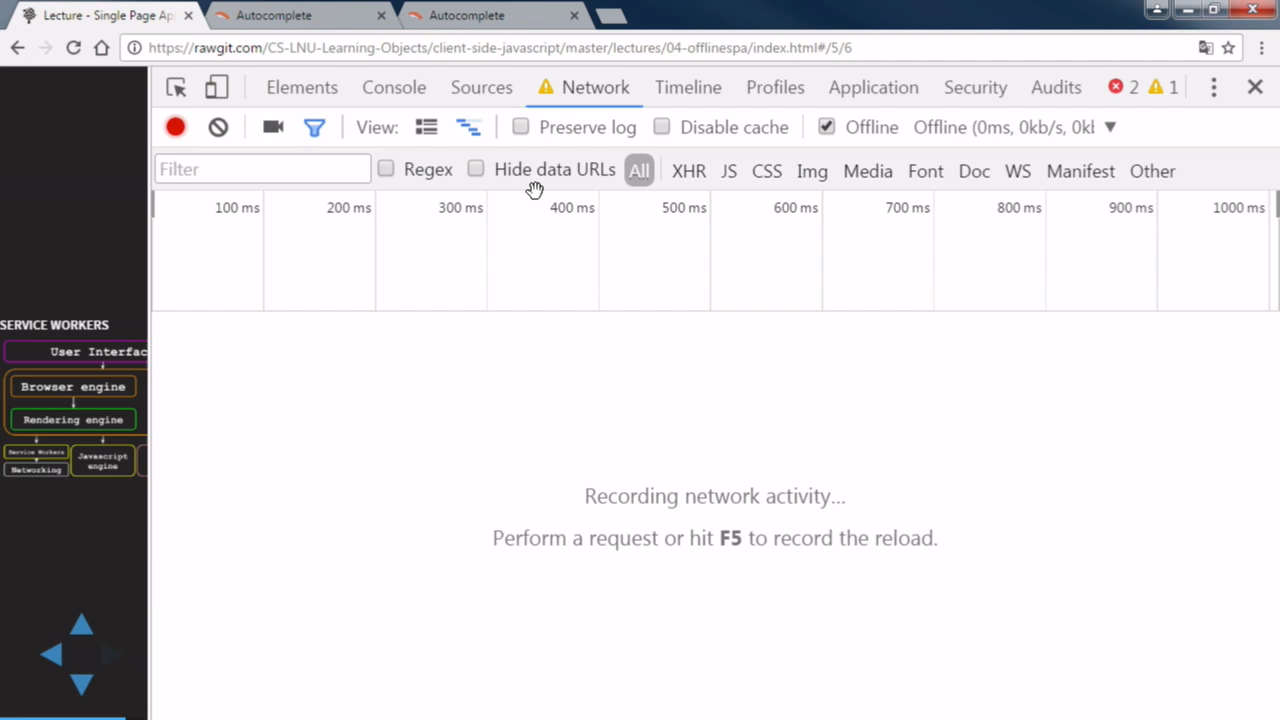 Lecture - Single Page Ap
Autocomplete
Autocomplete
https://rawgit.com/CS-LNU-Learning-Objects/client-side-javascript/master/lectures/04-offlinespa/index.html#/5/6
Elements Console Sources Network Timeline Profiles Application Security Audits 2 1
View: Preserve log Disable cache Offline Offline (0ms, 0kb/s, 0kl
Filter Regex Hide data URLs All XHR JS CSS Img Media Font Doc WS Manifest Other
100 ms 200 ms 300 ms 400 ms 500 ms 600 ms 700 ms 800 ms 900 ms 1000 ms
SERVICE WORKERS
User Interfac
Browser engine
Rendering engine
Service Workers
Networking
Javascript
engine
Recording network activity...
Perform a request or hit F5 to record the reload.